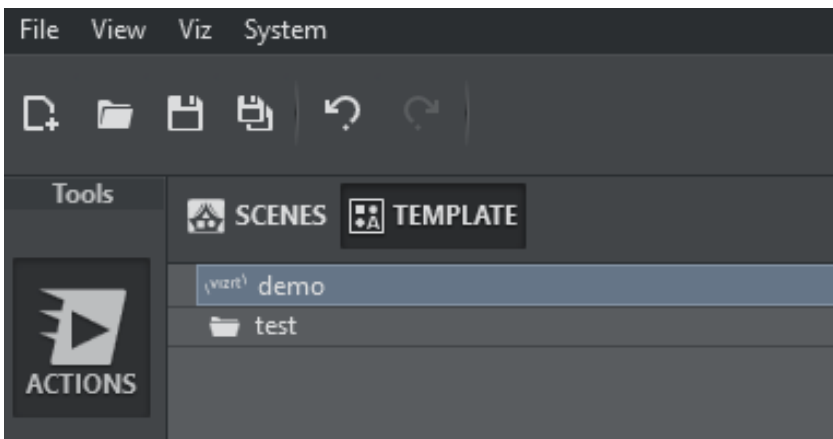 File View Viz System
Tools
SCENES TEMPLATE
vizrt demo
test
ACTIONS